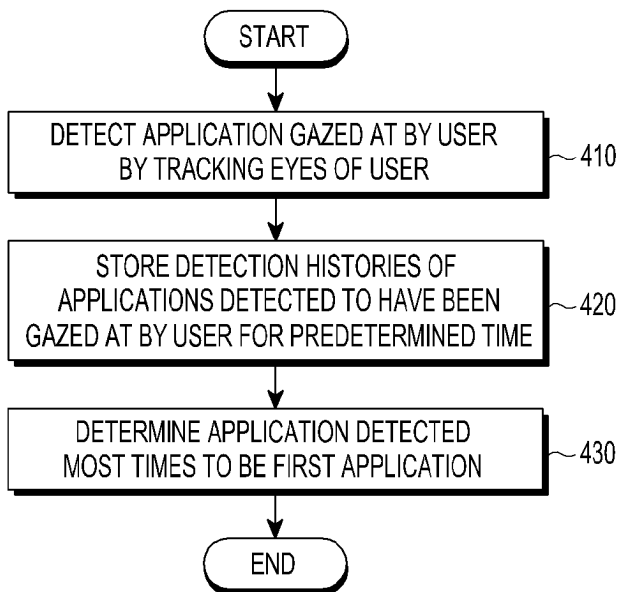 START
DETECT APPLICATION GAZED AT BY USER
BY TRACKING EYES OF USER
410
STORE DETECTION HISTORIES OF
APPLICATIONS DETECTED TO HAVE BEEN
GAZED AT BY USER FOR PREDETERMINED TIME
420
DETERMINE APPLICATION DETECTED
MOST TIMES TO BE FIRST APPLICATION
430
END